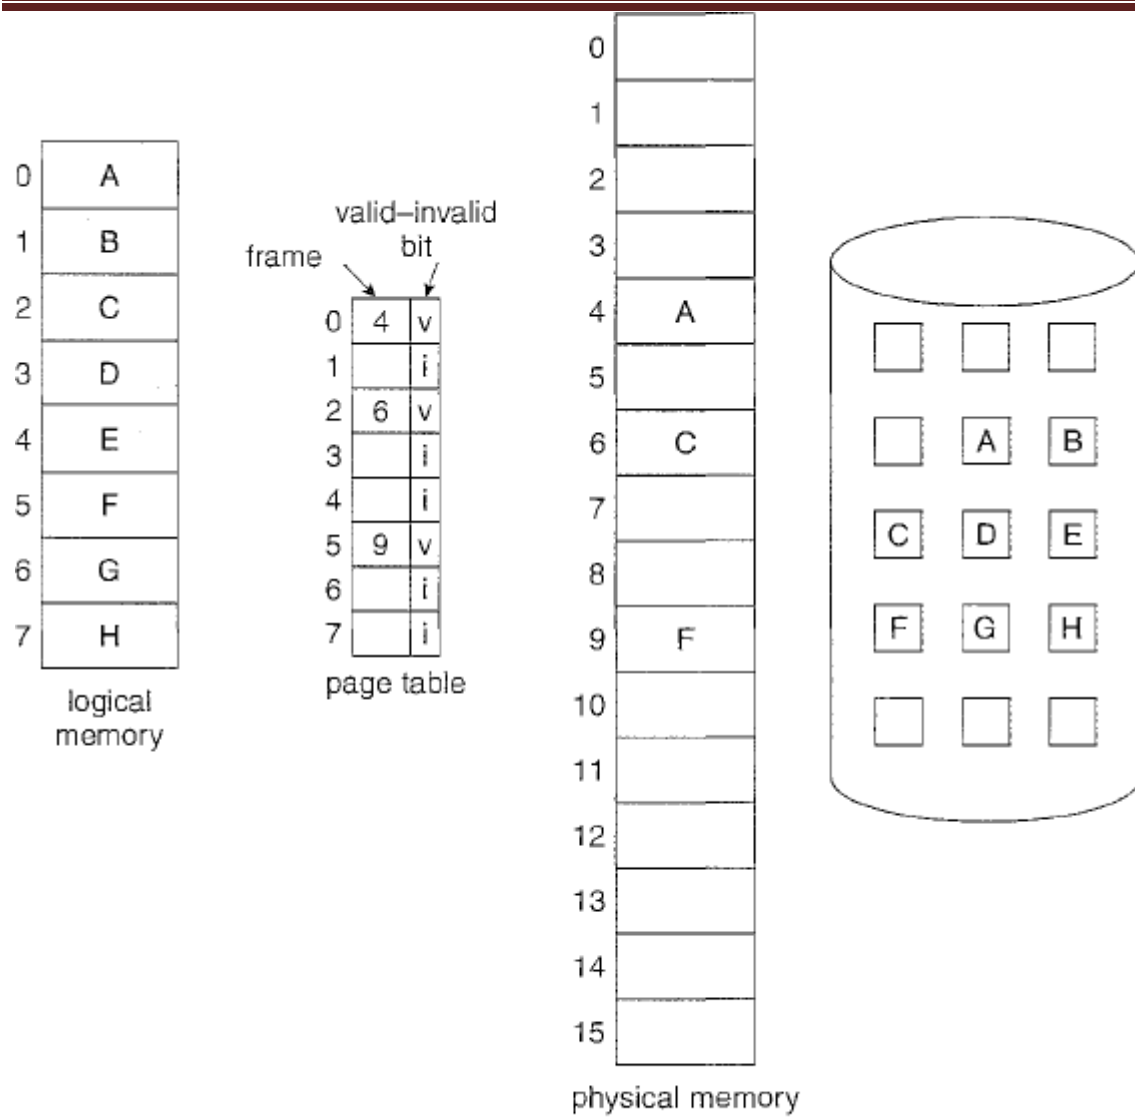 0 A
1 B
2 C
3 D
4 E
5 F
6 G
7 H
logical
memory
valid–invalid
bit
frame
0 4 v
1 i
2 6 v
3 i
4 i
5 9 v
6 i
7 i
page table
0
1
2
3
4 A
5
6 C
7
8
9 F
10
11
12
13
14
15
physical memory
A B
C D E
F G H